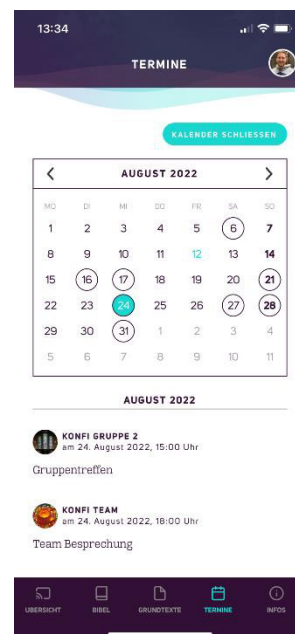 13:34
TERMINE
KALENDER SCHLIESSEN
AUGUST 2022
MO DI MI DO FR SA SO
1 2 3 4 5 6 7
8 9 10 11 12 13 14
15 16 17 18 19 20 21
22 23 24 25 26 27 28
29 30 31 1 2 3 4
5 6 7 8 9 10 11
AUGUST 2022
KONFI GRUPPE 2
am 24. August 2022, 15:00 Uhr
Gruppentreffen
KONFI TEAM
am 24. August 2022, 18:00 Uhr
Team Besprechung
ÜBERSICHT BIBEL GRUNDTEXTE TERMINE INFOS